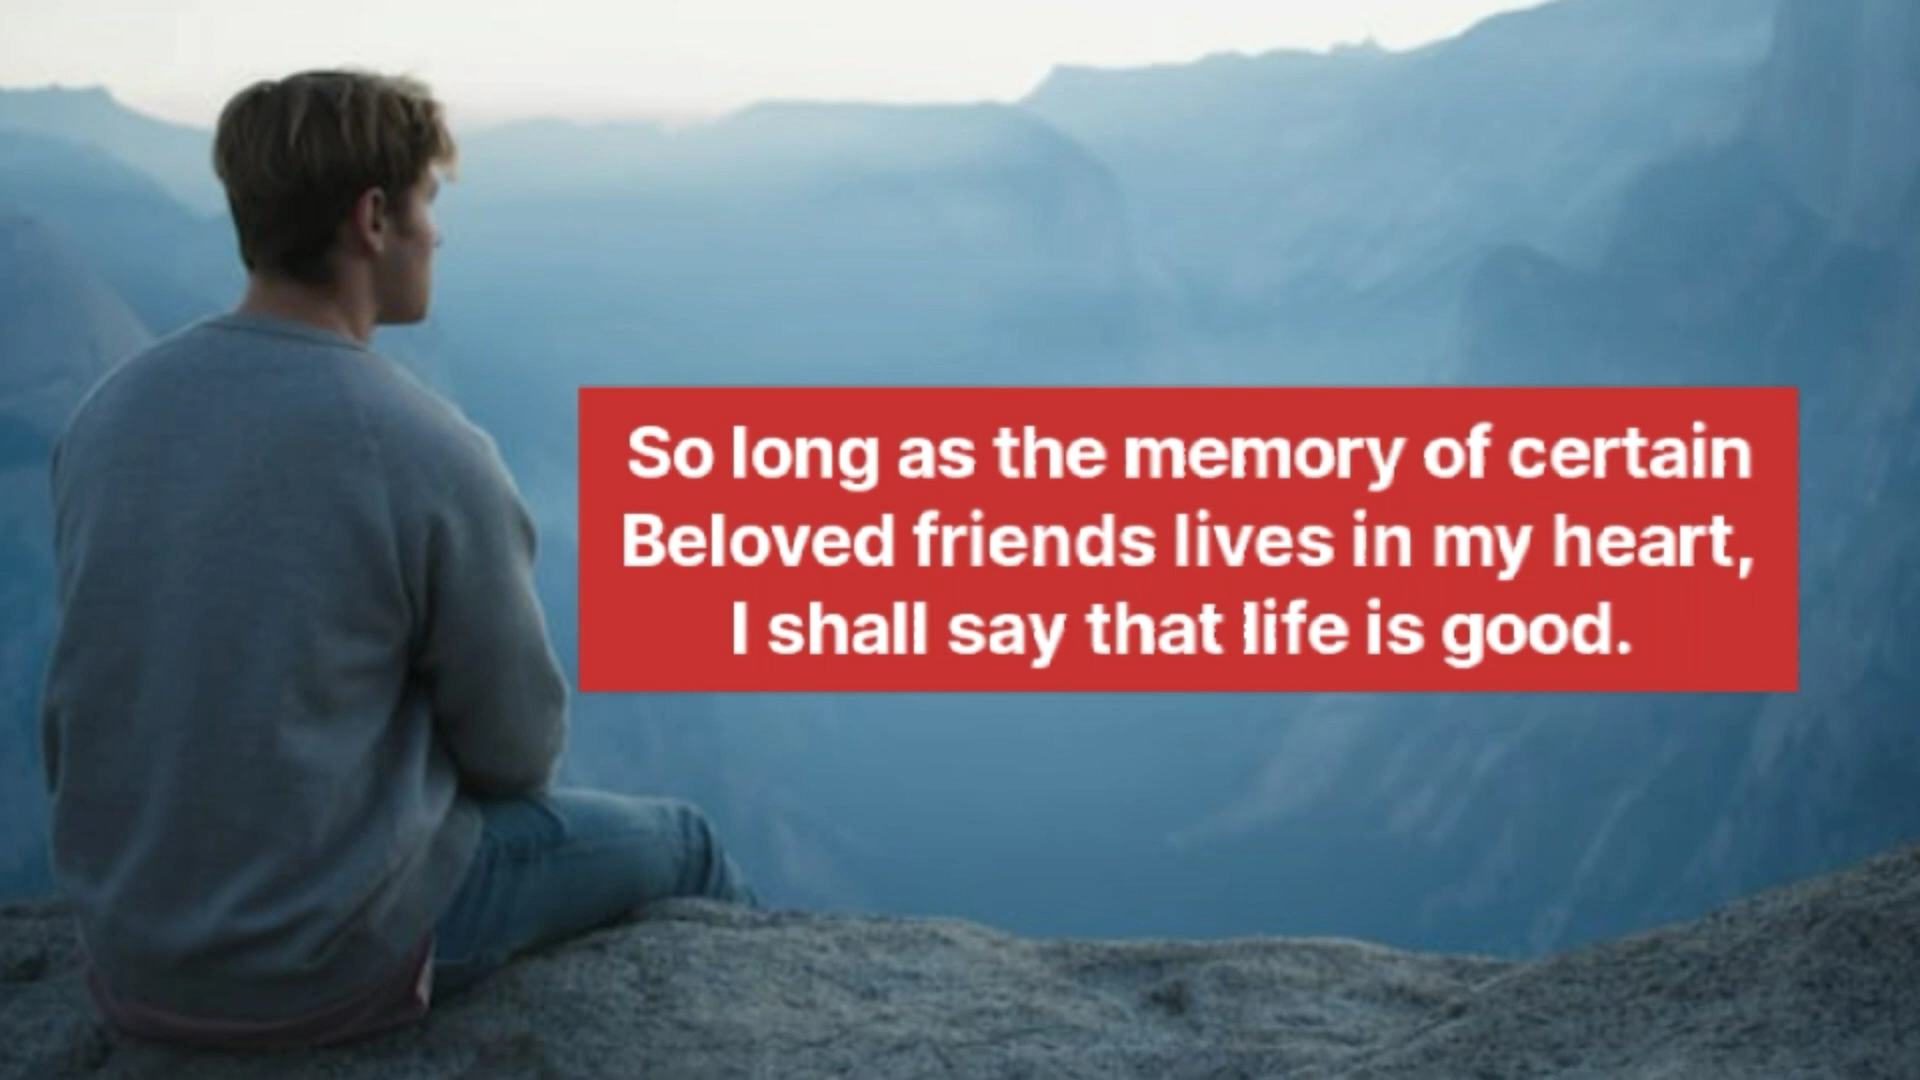 So long as the memory of certain
Beloved friends lives in my heart,
I shall say that life is good.